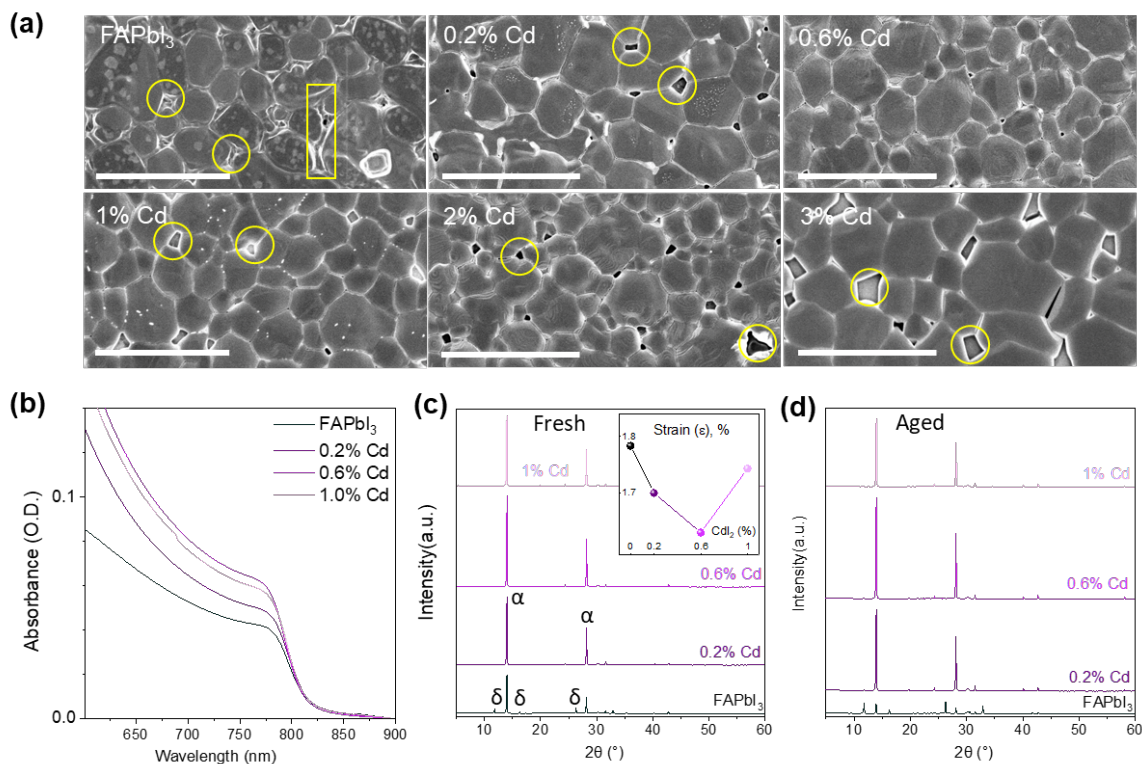 (a)
FAPbI₃
0.2% Cd
0.6% Cd
1% Cd
2% Cd
3% Cd
(b)
Absorbance (O.D.)
0.1
0.0
FAPbI₃
0.2% Cd
0.6% Cd
1.0% Cd
650 700 750 800 850 900
Wavelength (nm)
(c)
Fresh
Intensity(a.u.)
1% Cd
Strain (ε), %
1.8
1.7
CdI₂ (%)
0 0.2 0.6 1
0.6% Cd
α
α
0.2% Cd
δ δ δ
FAPbI₃
10 20 30 40 50 60
2θ (°)
(d)
Aged
Intensity(a.u.)
1% Cd
0.6% Cd
0.2% Cd
FAPbI₃
10 20 30 40 50 60
2θ (°)